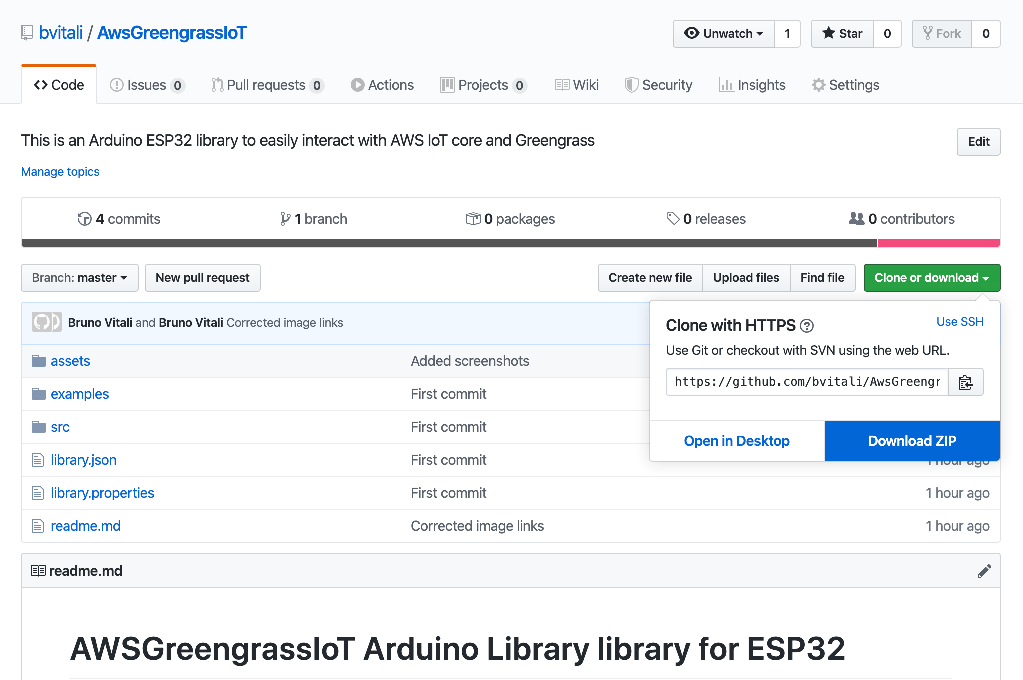 bvitali / AwsGreengrassIoT
Unwatch 1 Star 0 Fork 0
Code Issues 0 Pull requests 0 Actions Projects 0 Wiki Security Insights Settings
This is an Arduino ESP32 library to easily interact with AWS IoT core and Greengrass
Edit
Manage topics
4 commits 1 branch 0 packages 0 releases 0 contributors
Branch: master New pull request Create new file Upload files Find file Clone or download
Bruno Vitali and Bruno Vitali Corrected image links
Clone with HTTPS Use SSH
Use Git or checkout with SVN using the web URL.
https://github.com/bvitali/AwsGreengr
Open in Desktop Download ZIP
assets Added screenshots
examples First commit
src First commit
library.json First commit 1 hour ago
library.properties First commit 1 hour ago
readme.md Corrected image links 1 hour ago
readme.md
AWSGreengrassIoT Arduino Library library for ESP32